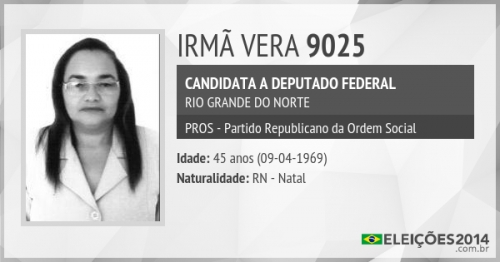 IRMÃ VERA 9025
CANDIDATA A DEPUTADO FEDERAL
RIO GRANDE DO NORTE
PROS - Partido Republicano da Ordem Social
Idade: 45 anos (09-04-1969)
Naturalidade: RN - Natal
ELEIÇÕES2014
.com.br